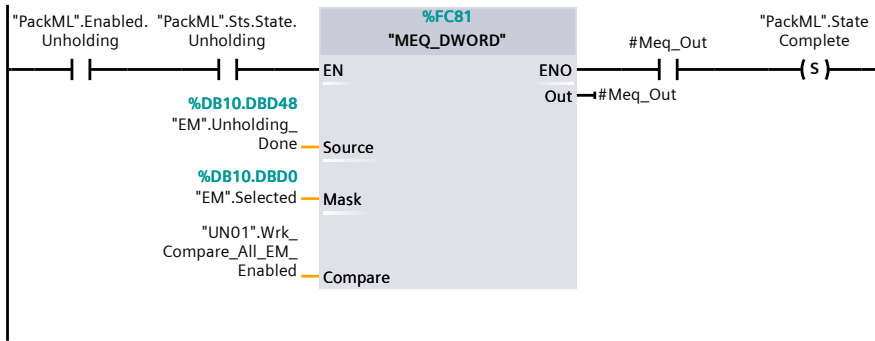 "PackML".Enabled.
Unholding
"PackML".Sts.State.
Unholding
%FC81
"MEQ_DWORD"
#Meq_Out
"PackML".State
Complete
EN
ENO
S
Out
#Meq_Out
%DB10.DBD48
"EM".Unholding_
Done
Source
%DB10.DBD0
"EM".Selected
Mask
"UN01".Wrk_
Compare_All_EM_
Enabled
Compare